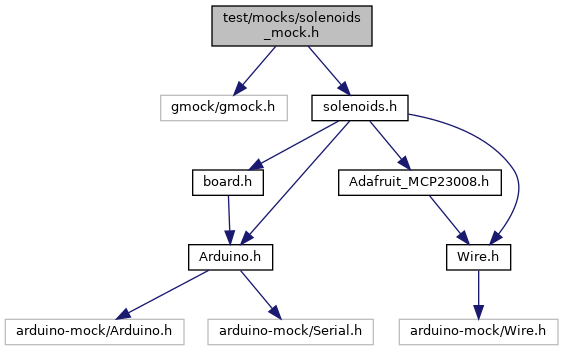 test/mocks/solenoids
_mock.h
gmock/gmock.h
solenoids.h
board.h
Adafruit_MCP23008.h
Arduino.h
Wire.h
arduino-mock/Arduino.h
arduino-mock/Serial.h
arduino-mock/Wire.h